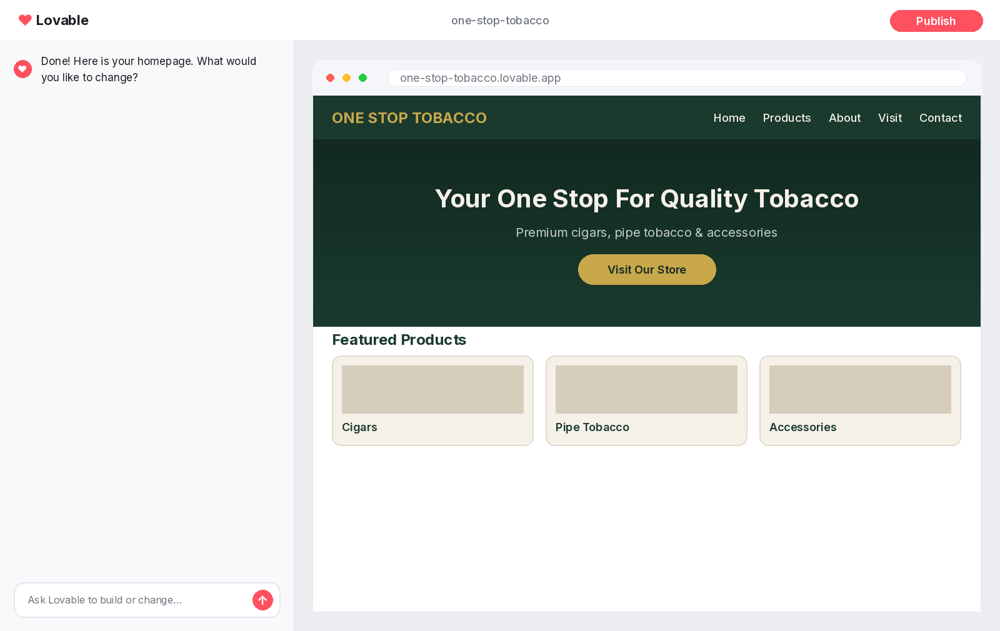 Lovable
one-stop-tobacco
Publish
Done! Here is your homepage. What would
you like to change?
Ask Lovable to build or change...
one-stop-tobacco.lovable.app
ONE STOP TOBACCO
Home Products About Visit Contact
Your One Stop For Quality Tobacco
Premium cigars, pipe tobacco & accessories
Visit Our Store
Featured Products
Cigars
Pipe Tobacco
Accessories